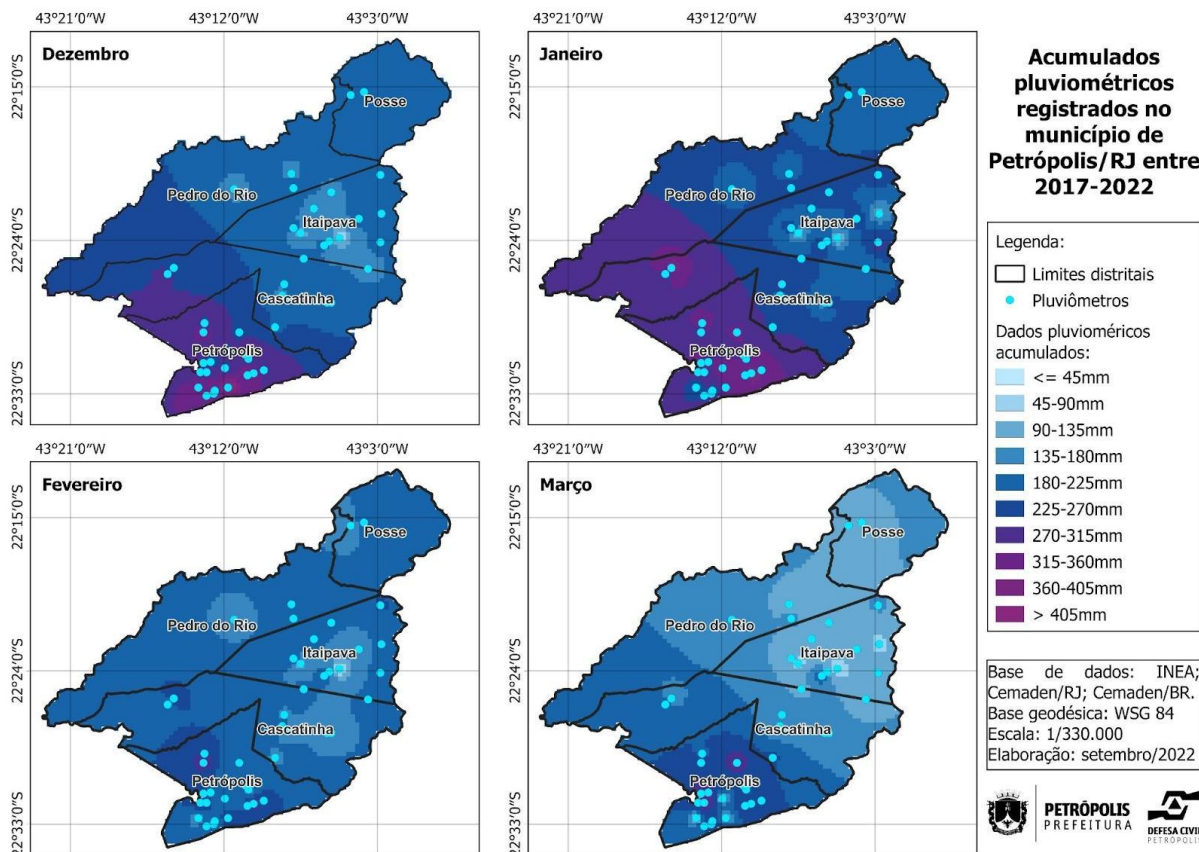 43°21′0″W 43°12′0″W 43°3′0″W 43°12′0″W 43°3′0″W
Dezembro
22°15′0″S
22°24′0″S
22°33′0″S
Posse
Pedro do Rio
Itaipava
Cascatinha
Petrópolis
Janeiro
Posse
Pedro do Rio
Itaipava
Cascatinha
Petrópolis
22°15′0″S
22°24′0″S
22°33′0″S
43°21′0″W 43°12′0″W 43°3′0″W 43°21′0″W 43°12′0″W 43°3′0″W
Fevereiro
22°15′0″S
22°24′0″S
22°33′0″S
Posse
Pedro do Rio
Itaipava
Cascatinha
Petrópolis
Março
22°15′0″S
22°24′0″S
22°33′0″S
Posse
Pedro do Rio
Itaipava
Cascatinha
Petrópolis
Acumulados
pluviométricos
registrados no
município de
Petrópolis/RJ entre
2017-2022
Legenda:
Limites distritais
Pluviômetros
Dados pluvioméricos
acumulados:
<= 45mm
45-90mm
90-135mm
135-180mm
180-225mm
225-270mm
270-315mm
315-360mm
360-405mm
> 405mm
Base de dados: INEA;
Cemaden/RJ; Cemaden/BR.
Base geodésica: WSG 84
Escala: 1/330.000
Elaboração: setembro/2022
PETRÓPOLIS
PREFEITURA
DEFESA CIVIL
PETRÓPOLIS